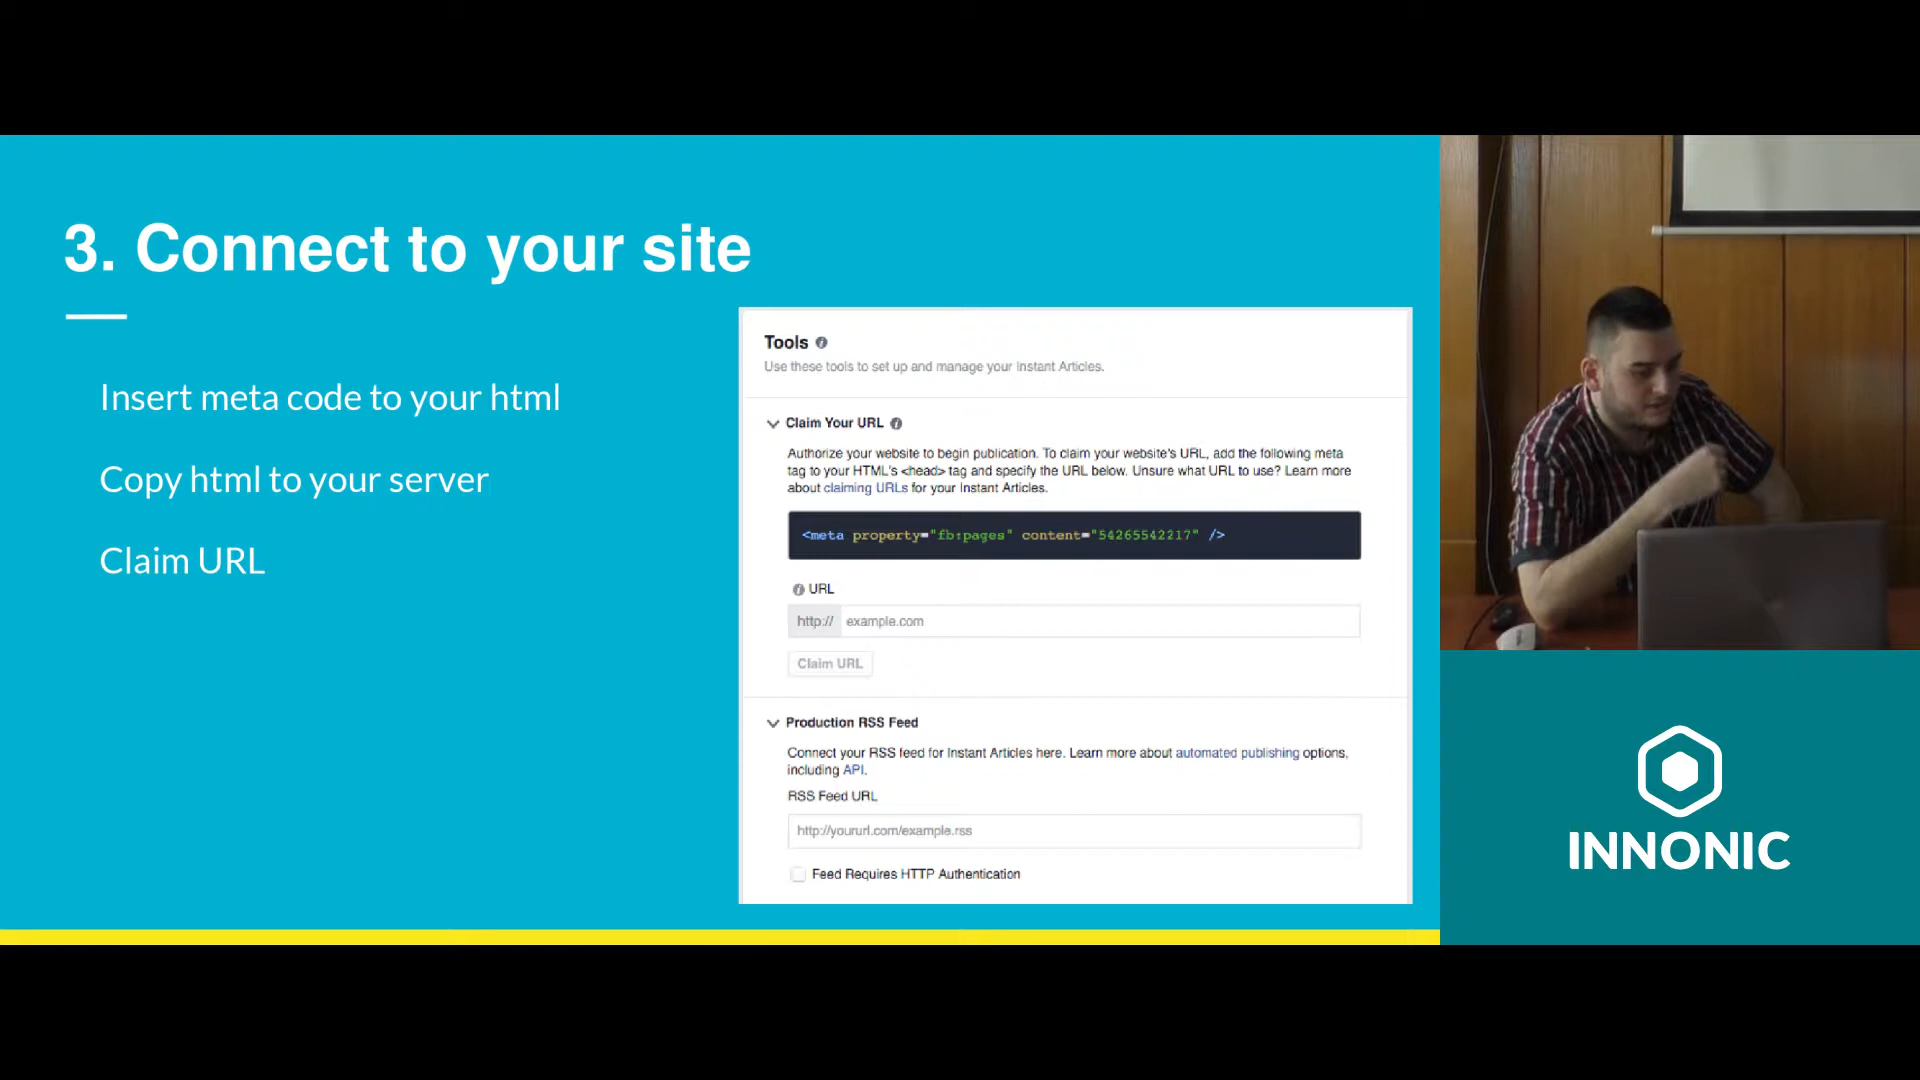 3. Connect to your site
Insert meta code to your html
Copy html to your server
Claim URL
Tools
Use these tools to set up and manage your Instant Articles.
Claim Your URL
Authorize your website to begin publication. To claim your website's URL, add the following meta
tag to your HTML's <head> tag and specify the URL below. Unsure what URL to use? Learn more
about claiming URLs for your Instant Articles.
<meta property="fb:pages" content="54265542217" />
URL
http:// example.com
Claim URL
Production RSS Feed
Connect your RSS feed for Instant Articles here. Learn more about automated publishing options,
including API.
RSS Feed URL
http://yoururl.com/example.rss
Feed Requires HTTP Authentication
INNONIC